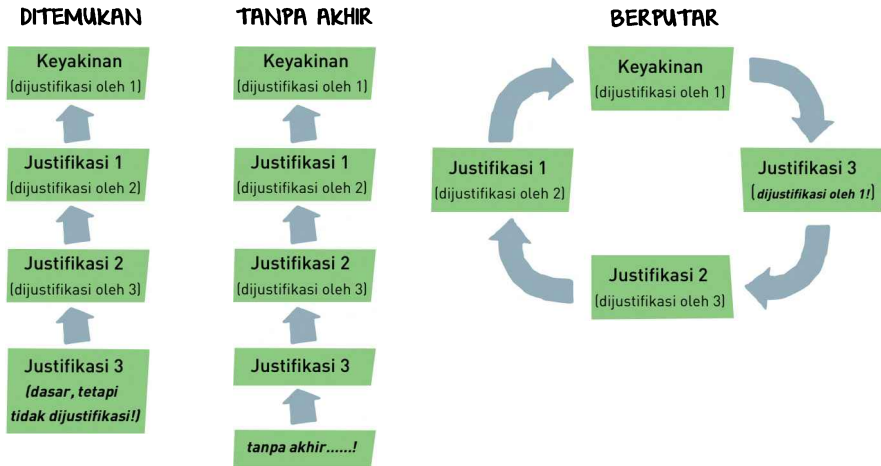 DITEMUKAN
Keyakinan
(dijustifikasi oleh 1)
Justifikasi 1
(dijustifikasi oleh 2)
Justifikasi 2
(dijustifikasi oleh 3)
Justifikasi 3
(dasar, tetapi
tidak dijustifikasi!)
TANPA AKHIR
Keyakinan
(dijustifikasi oleh 1)
Justifikasi 1
(dijustifikasi oleh 2)
Justifikasi 2
(dijustifikasi oleh 3)
Justifikasi 3
tanpa akhir......!
BERPUTAR
Keyakinan
(dijustifikasi oleh 1)
Justifikasi 3
(dijustifikasi oleh 1!)
Justifikasi 2
(dijustifikasi oleh 3)
Justifikasi 1
(dijustifikasi oleh 2)